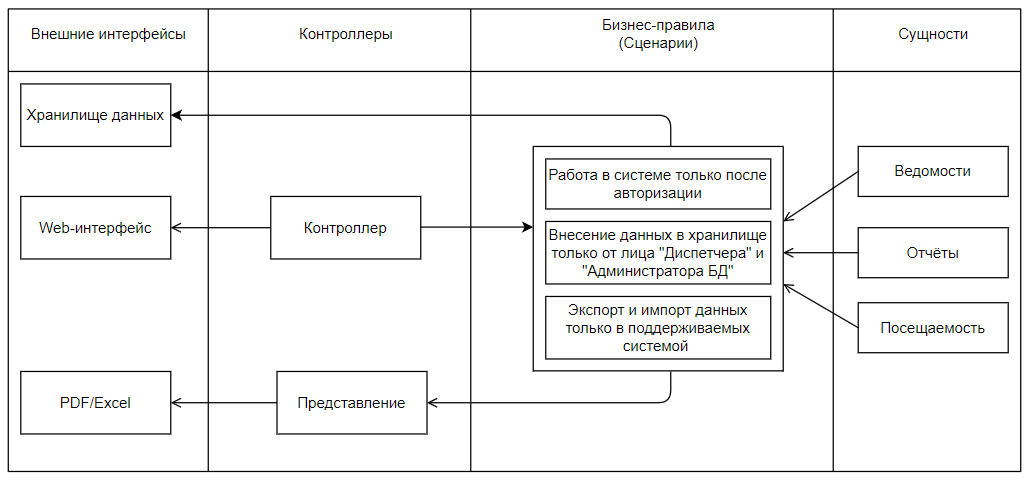 Внешние интерфейсы
Контроллеры
Бизнес-правила
(Сценарии)
Сущности
Хранилище данных
Работа в системе только после
авторизации
Ведомости
Web-интерфейс
Контроллер
Внесение данных в хранилище
только от лица "Диспетчера" и
"Администратора БД"
Отчёты
Экспорт и импорт данных
только в поддерживаемых
системой
Посещаемость
PDF/Excel
Представление